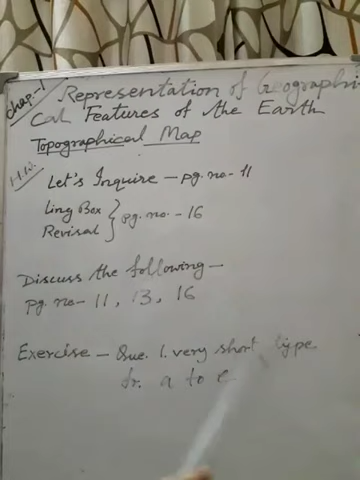 Chap-1 Representation of Geographi-
cal Features of the Earth
Topographical Map
H.W. Let's Inquire - pg. no- 11
Ling Box
Revisal } pg. no. - 16
Discuss the following -
pg. no- 11, 13, 16
Exercise - Que. 1. very short type
fr. a to e